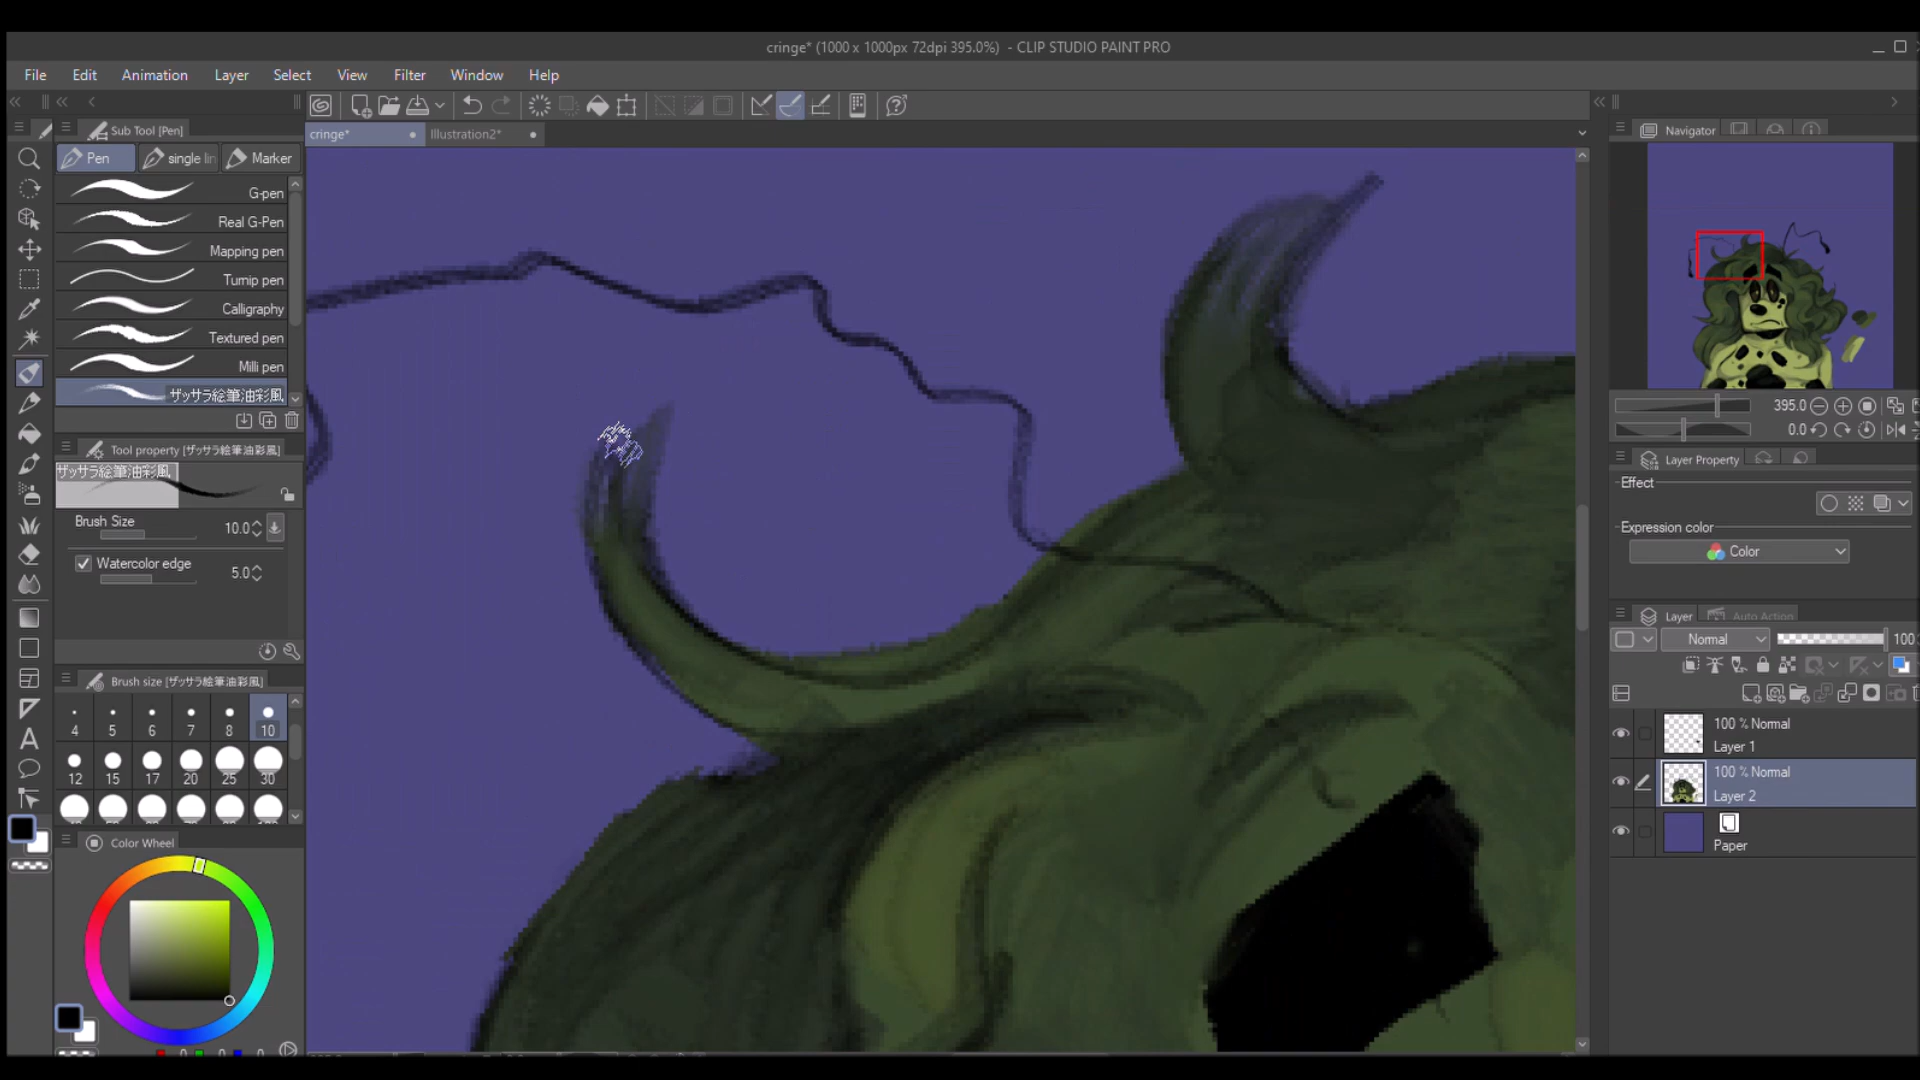 cringe* (1000 x 1000px 72dpi 395.0%) - CLIP STUDIO PAINT PRO
File Edit Animation Layer Select View Filter Window Help
cringe* Illustration2*
Sub Tool [Pen]
Pen single lin Marker
G-pen
Real G-Pen
Mapping pen
Turnip pen
Calligraphy
Textured pen
Milli pen
ザッサラ絵筆油彩風
Tool property [ザッサラ絵筆油彩風]
ザッサラ絵筆油彩風
Brush Size 10.0
Watercolor edge 5.0
Brush size [ザッサラ絵筆油彩風]
4 5 6 7 8 10
12 15 17 20 25 30
Color Wheel
Navigator
395.0
0.0
Layer Property
Effect
Expression color
Color
Layer Auto Action
Normal 100
100 % Normal
Layer 1
100 % Normal
Layer 2
Paper